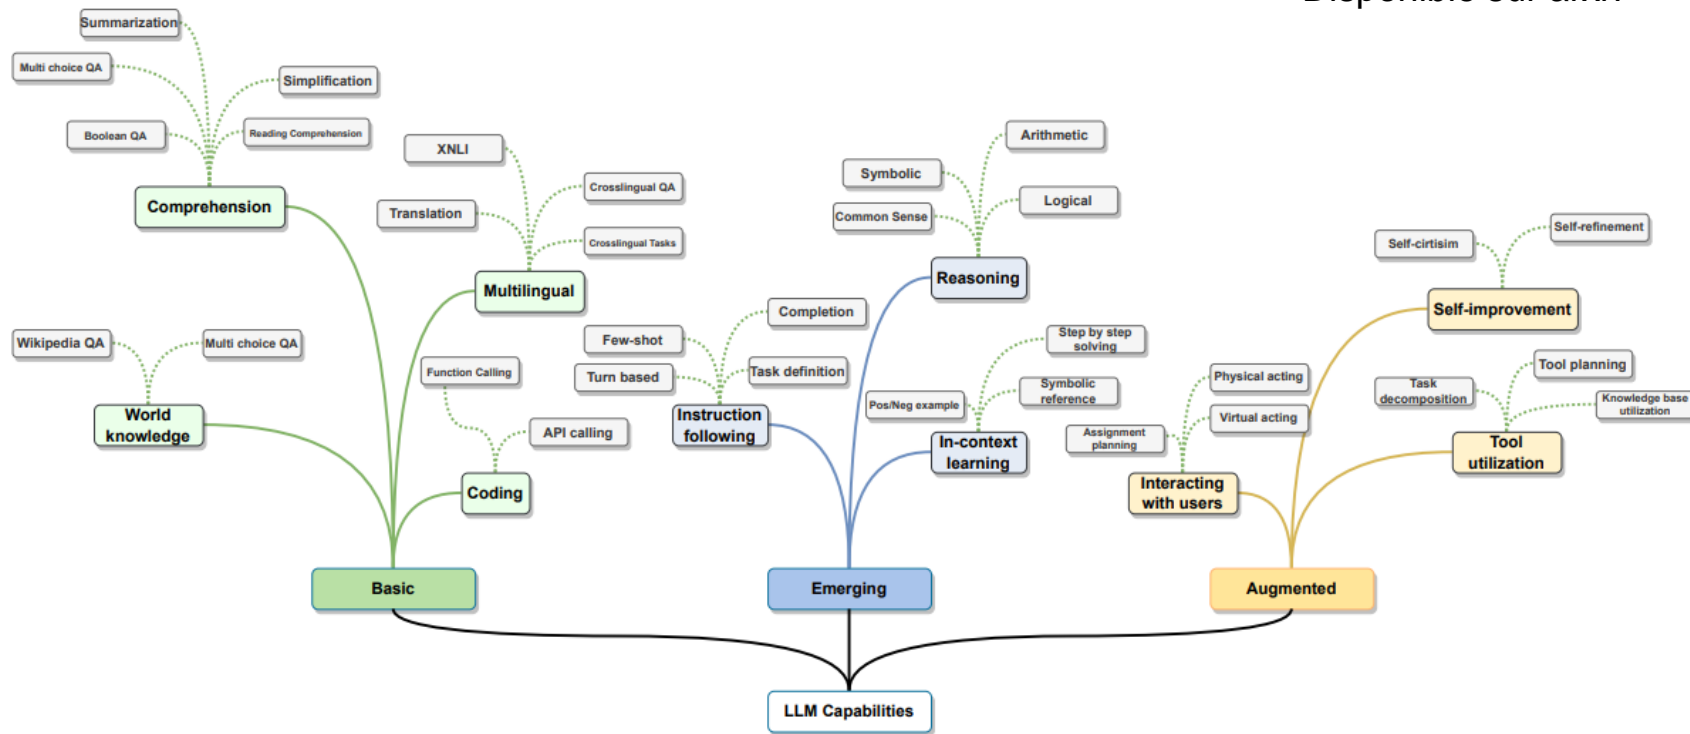 Summarization
Multi choice QA
Simplification
Boolean QA
Reading Comprehension
Comprehension
XNLI
Crosslingual QA
Translation
Crosslingual Tasks
Multilingual
Wikipedia QA
Multi choice QA
World
knowledge
Function Calling
API calling
Coding
Basic
Arithmetic
Symbolic
Logical
Common Sense
Reasoning
Completion
Few-shot
Turn based
Task definition
Instruction
following
Step by step
solving
Symbolic
reference
Pos/Neg example
In-context
learning
Emerging
Self-cirtisim
Self-refinement
Self-improvement
Physical acting
Virtual acting
Assignment
planning
Interacting
with users
Tool planning
Task
decomposition
Knowledge base
utilization
Tool
utilization
Augmented
LLM Capabilities